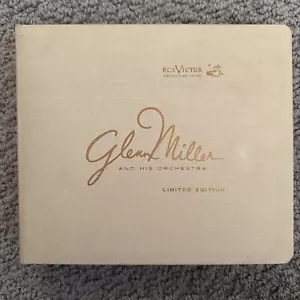 RCA VICTOR
Glenn Miller
AND HIS ORCHESTRA
LIMITED EDITION